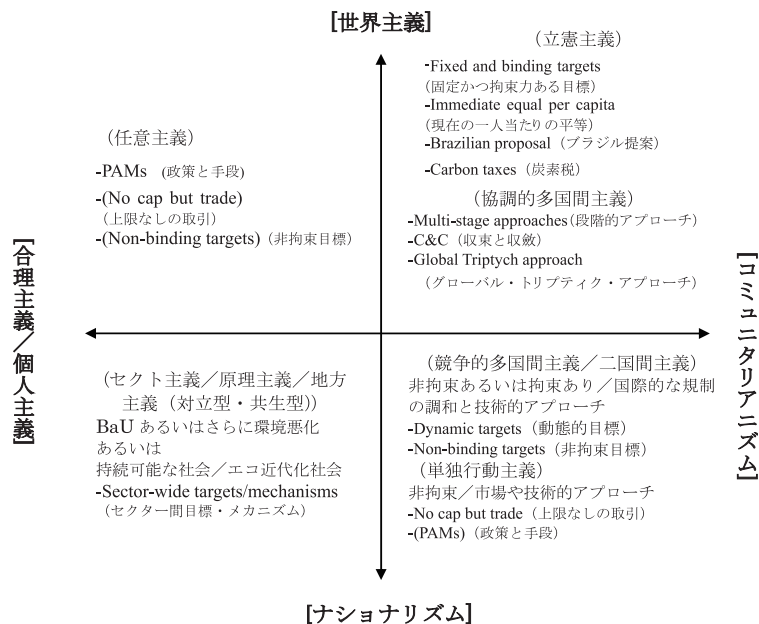 [世界主義]
（立憲主義）
-Fixed and binding targets
（固定かつ拘束力ある目標）
-Immediate equal per capita
（現在の一人当たりの平等）
-Brazilian proposal（ブラジル提案）
-Carbon taxes（炭素税）
（協調的多国間主義）
-Multi-stage approaches（段階的アプローチ）
-C&C（収束と収斂）
-Global Triptych approach
（グローバル・トリプティク・アプローチ）
（任意主義）
-PAMs （政策と手段）
-(No cap but trade)
（上限なしの取引）
-(Non-binding targets)（非拘束目標）
[合理主義／個人主義]
[コミュニタリアニズム]
（セクト主義／原理主義／地方
主義（対立型・共生型））
BaU あるいはさらに環境悪化
あるいは
持続可能な社会／エコ近代化社会
-Sector-wide targets/mechanisms
（セクター間目標・メカニズム）
（競争的多国間主義／二国間主義）
非拘束あるいは拘束あり／国際的な規制
の調和と技術的アプローチ
-Dynamic targets（動態的目標）
-Non-binding targets（非拘束目標）
（単独行動主義）
非拘束／市場や技術的アプローチ
-No cap but trade（上限なしの取引）
-(PAMs)（政策と手段）
[ナショナリズム]